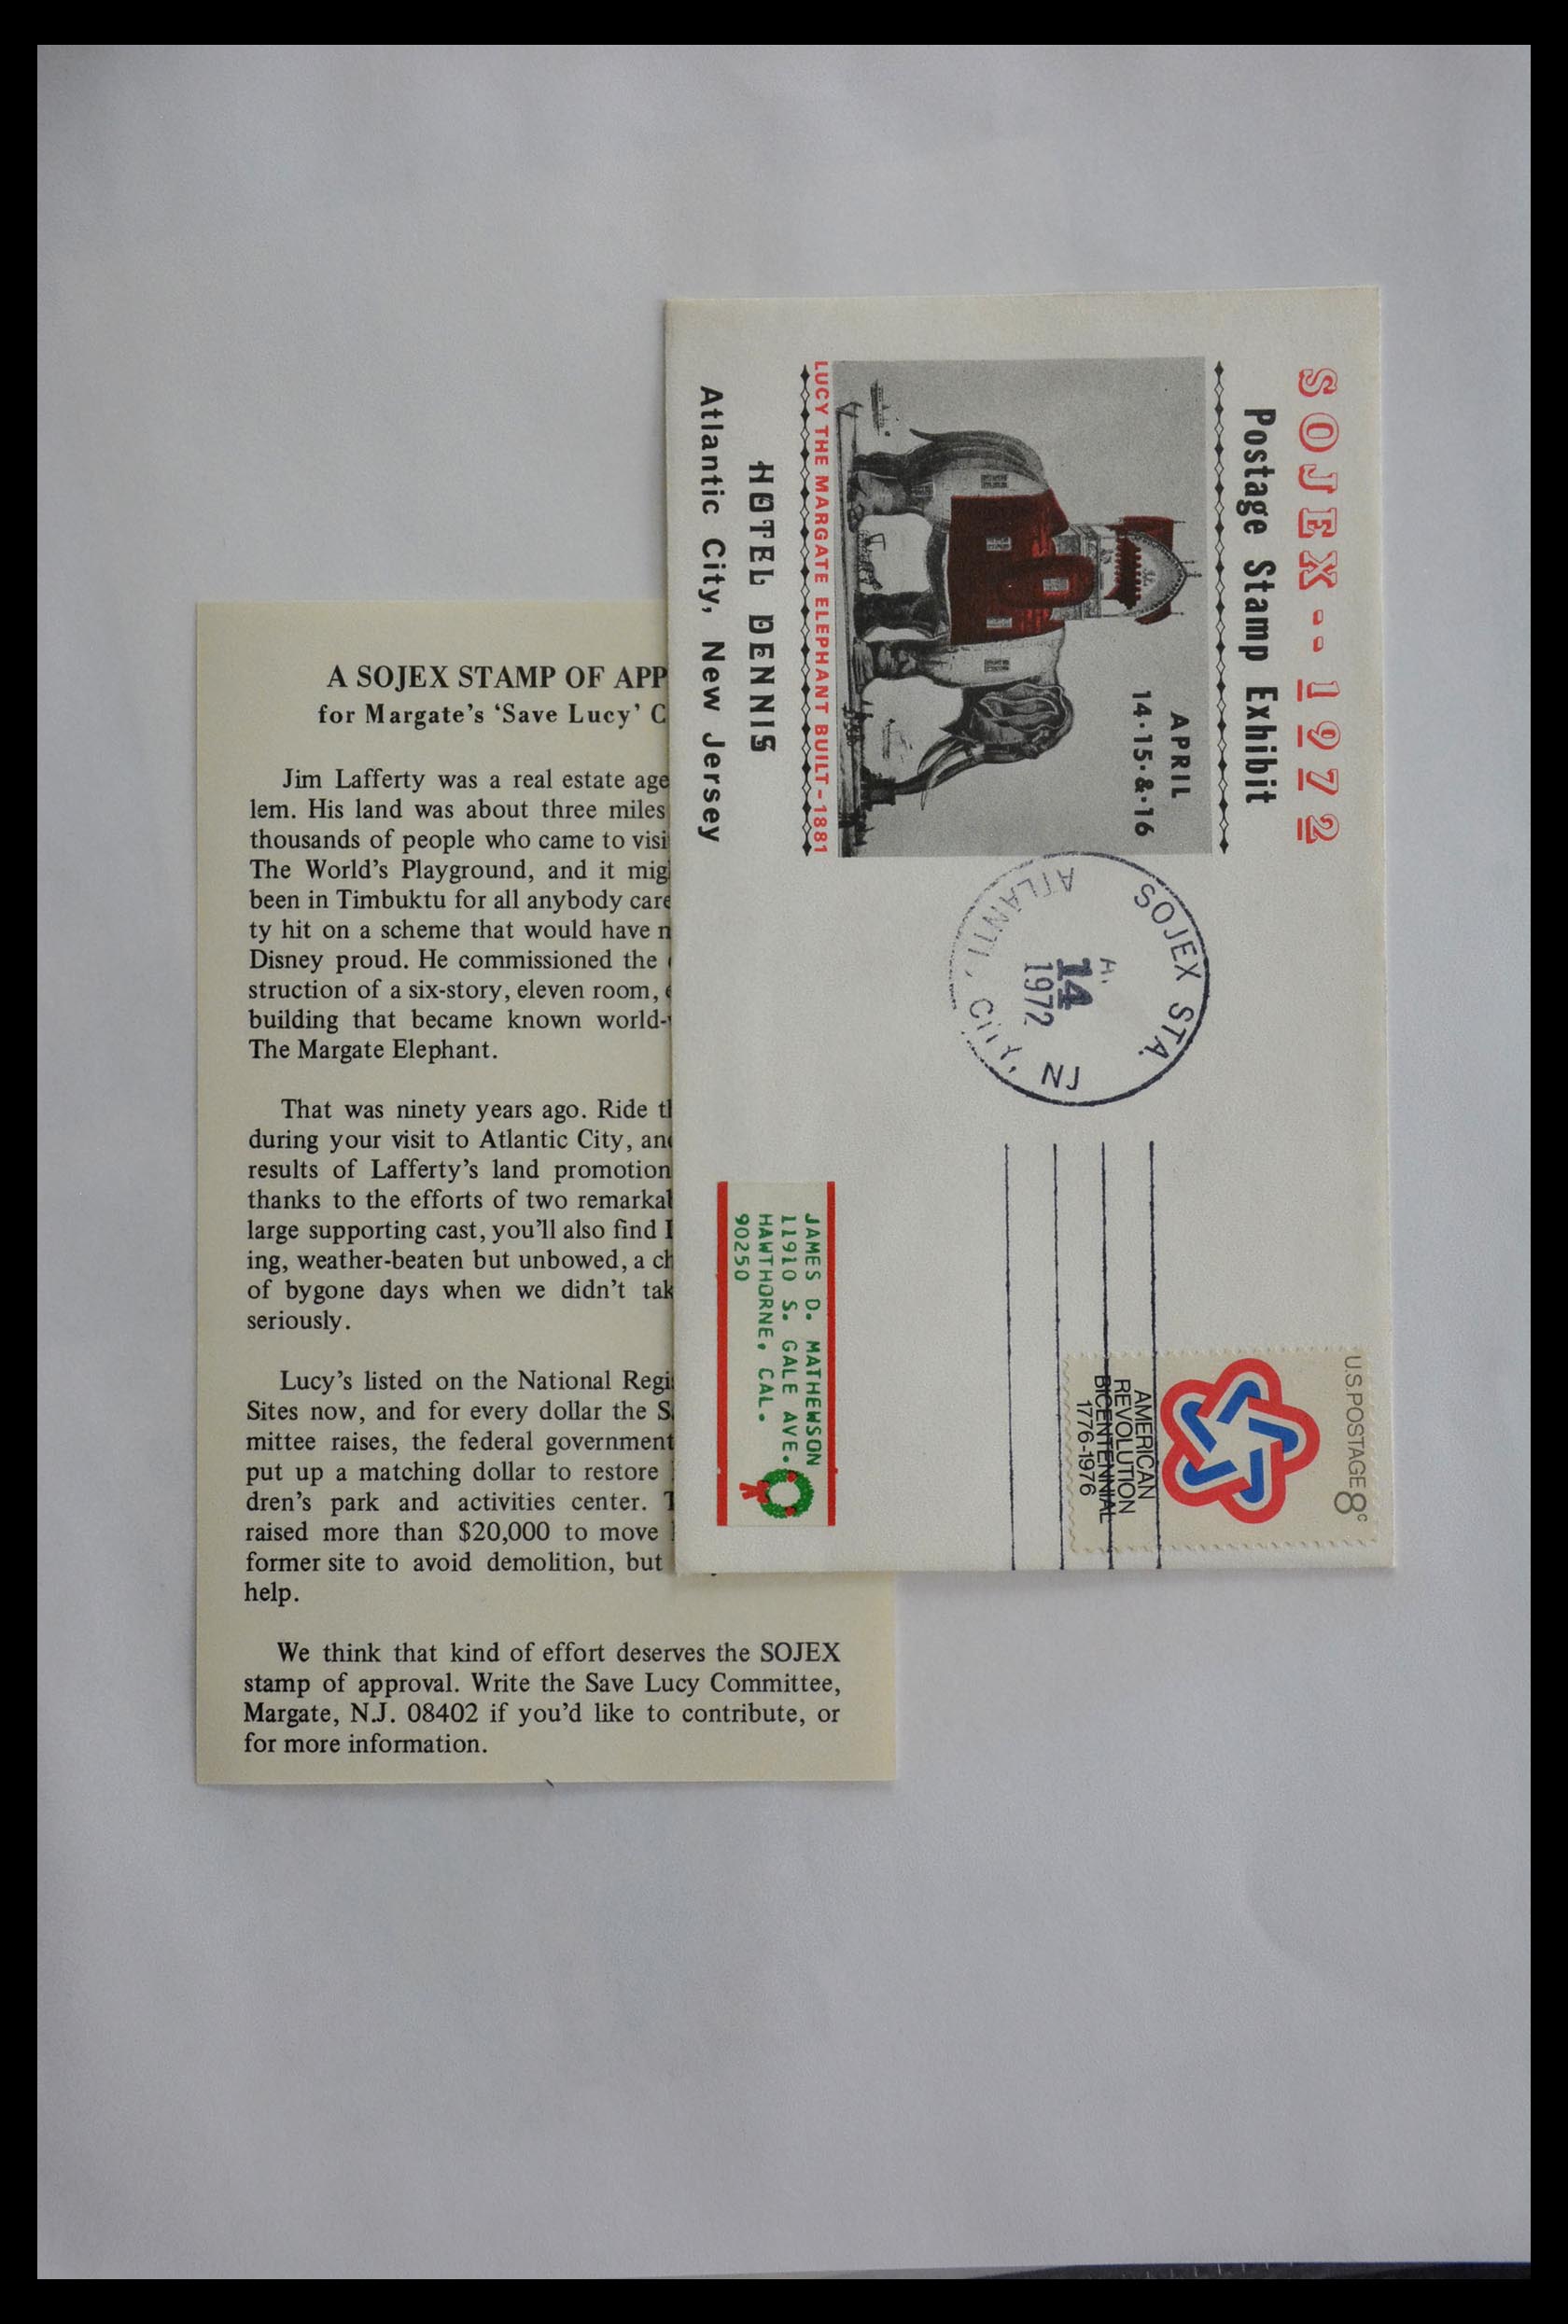 A SOJEX STAMP OF APP
for Margate's ‘Save Lucy’ C
Jim Lafferty was a real estate age
lem. His land was about three miles
thousands of people who came to visi
The World's Playground, and it mig
been in Timbuktu for all anybody care
ty hit on a scheme that would have
Disney proud. He commissioned the
struction of a six-story, eleven room,
building that became known world-
The Margate Elephant.
That was ninety years ago. Ride
during your visit to Atlantic City, an
results of Lafferty's land promotion
thanks to the efforts of two remarka
large supporting cast, you'll also find
ing, weather-beaten but unbowed, a
of bygone days when we didn't tak
seriously.
Lucy's listed on the National Regi
Sites now, and for every dollar the S
mittee raises, the federal government
put up a matching dollar to restore
dren's park and activities center.
raised more than $20,000 to move
former site to avoid demolition, but
help.
We think that kind of effort deserves the SOJEX
stamp of approval. Write the Save Lucy Committee,
Margate, N.J. 08402 if you'd like to contribute, or
for more information.
SOJEX--1972
Postage Stamp Exhibit
APRIL
14·15·&·16
LUCY THE MARGATE ELEPHANT BUILT-1881
HOTEL DENNIS
Atlantic City, New Jersey
SOJEX STA.
14
1972
CITY, NJ
U.S.POSTAGE 8c
AMERICAN
REVOLUTION
BICENTENNIAL
1776-1976
JAMES D. MATHEWSON
11910 S. GALE AVE.
HAWTHORNE, CAL.
90250